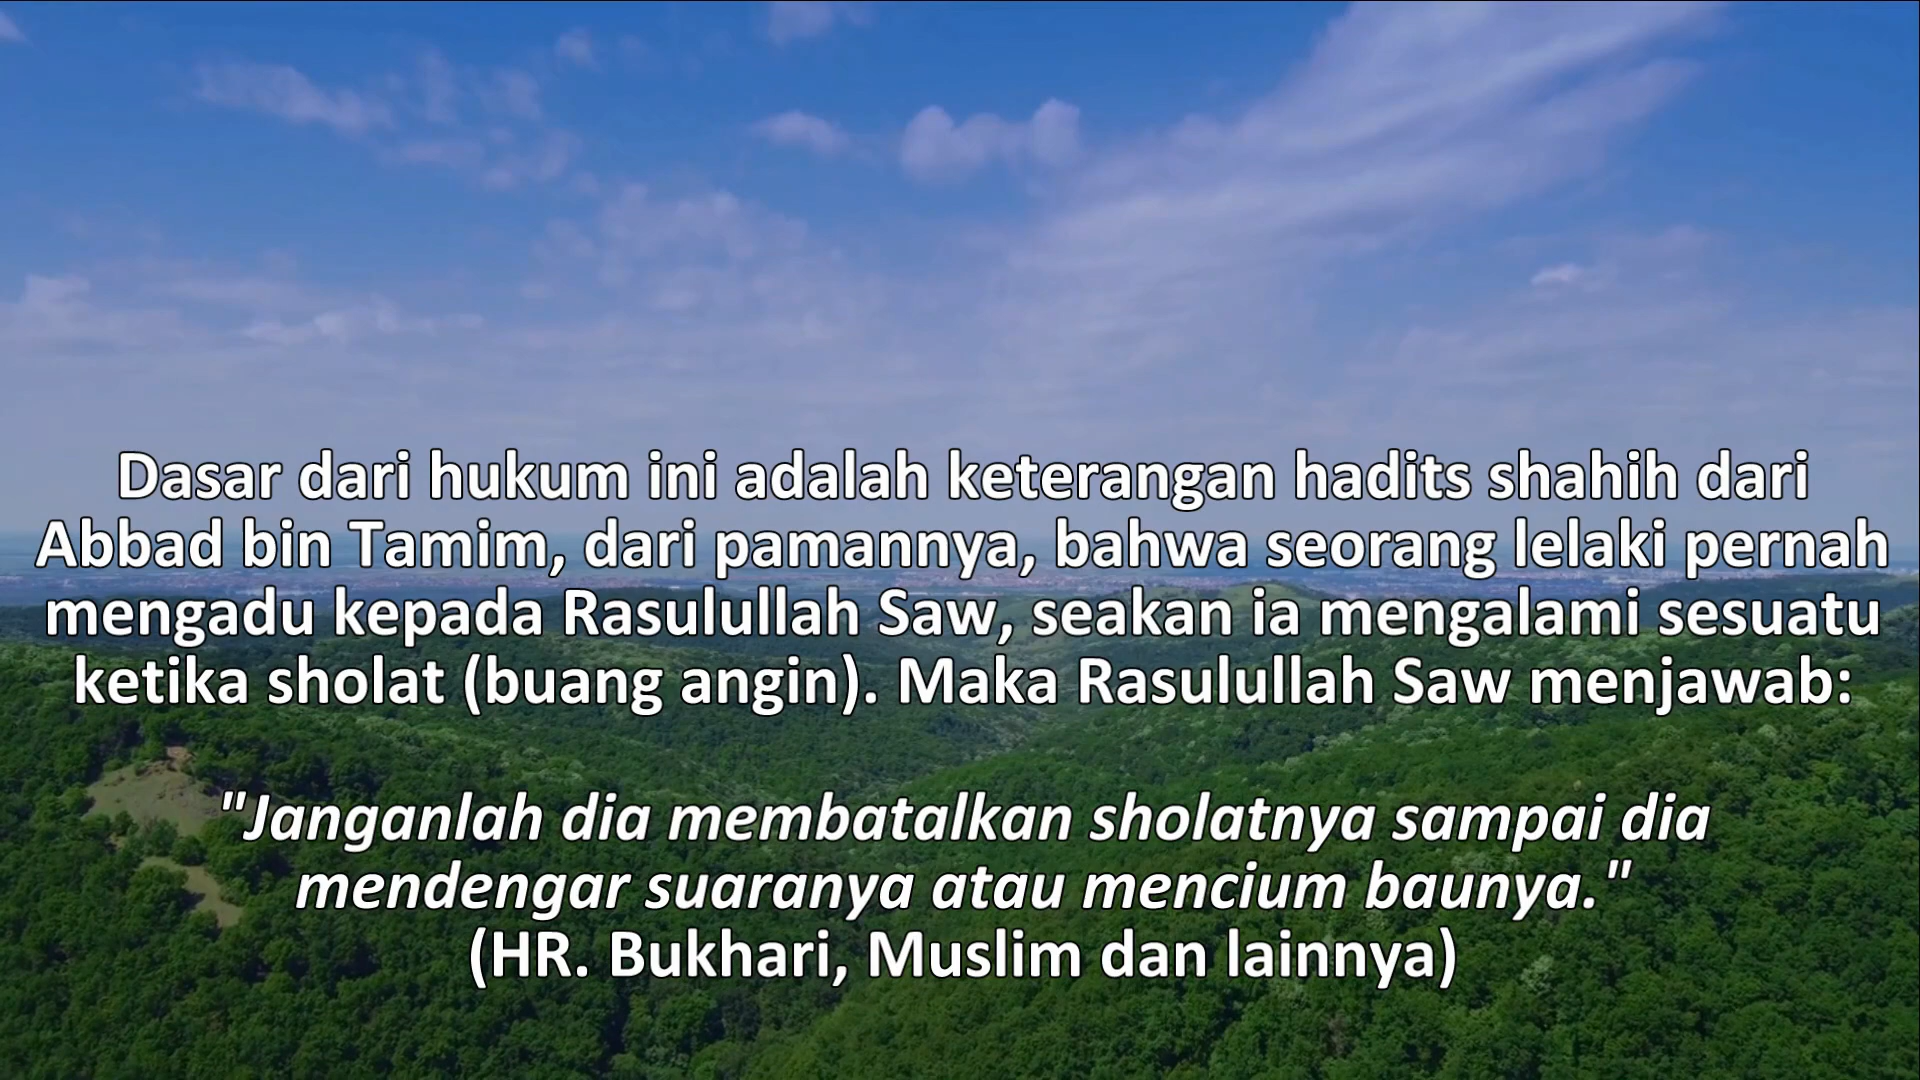 Dasar dari hukum ini adalah keterangan hadits shahih dari
Abbad bin Tamim, dari pamannya, bahwa seorang lelaki pernah
mengadu kepada Rasulullah Saw, seakan ia mengalami sesuatu
ketika sholat (buang angin). Maka Rasulullah Saw menjawab:
"Janganlah dia membatalkan sholatnya sampai dia
mendengar suaranya atau mencium baunya."
(HR. Bukhari, Muslim dan lainnya)